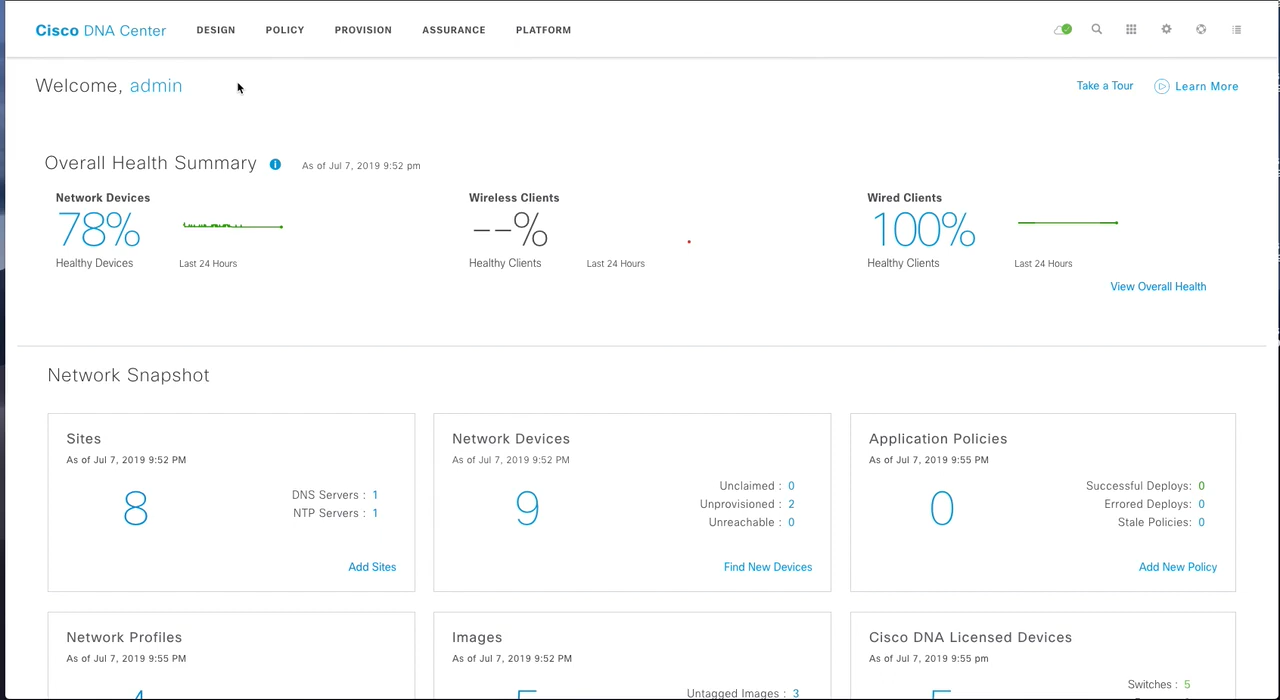 Cisco DNA Center DESIGN POLICY PROVISION ASSURANCE PLATFORM
Welcome, admin
Take a Tour Learn More
Overall Health Summary As of Jul 7, 2019 9:52 pm
Network Devices
78%
Healthy Devices Last 24 Hours
Wireless Clients
--%
Healthy Clients Last 24 Hours
Wired Clients
100%
Healthy Clients Last 24 Hours
View Overall Health
Network Snapshot
Sites
As of Jul 7, 2019 9:52 PM
8
DNS Servers : 1
NTP Servers : 1
Add Sites
Network Devices
As of Jul 7, 2019 9:52 PM
9
Unclaimed : 0
Unprovisioned : 2
Unreachable : 0
Find New Devices
Application Policies
As of Jul 7, 2019 9:55 PM
0
Successful Deploys: 0
Errored Deploys: 0
Stale Policies: 0
Add New Policy
Network Profiles
As of Jul 7, 2019 9:55 PM
Images
As of Jul 7, 2019 9:52 PM
Untagged Images : 3
Cisco DNA Licensed Devices
As of Jul 7, 2019 9:55 pm
Switches : 5